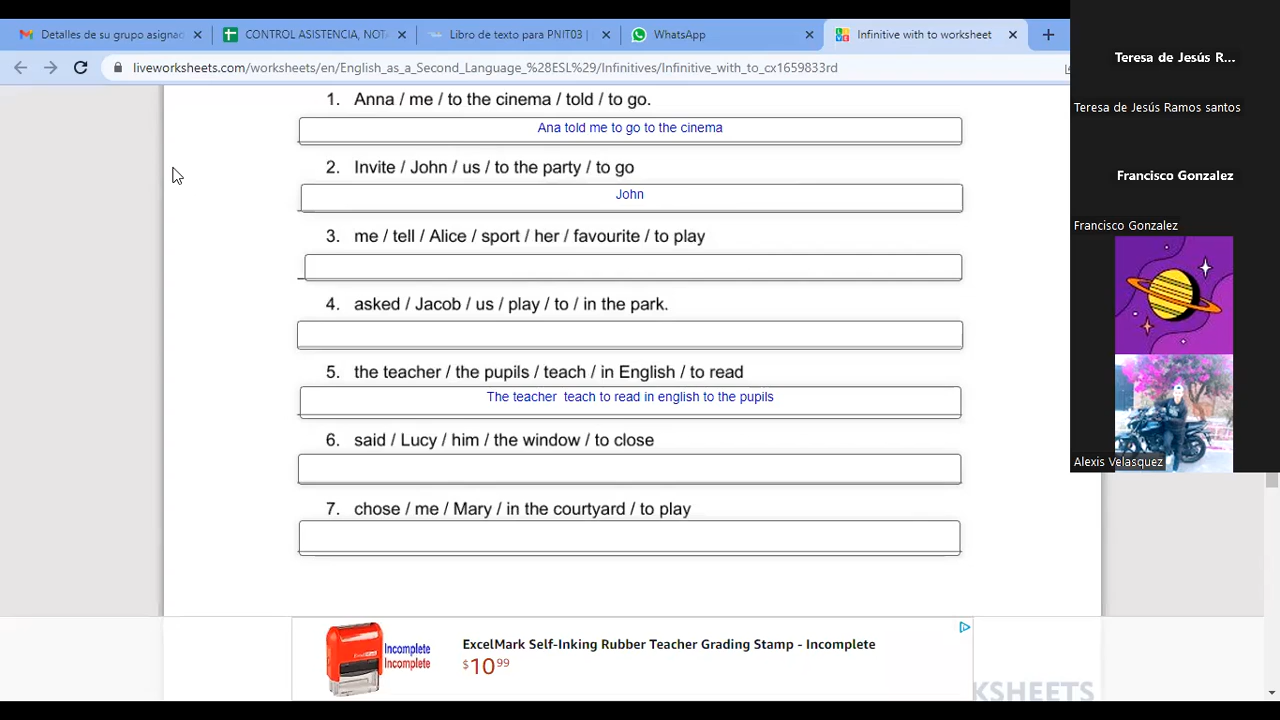 Detalles de su grupo asignad
CONTROL ASISTENCIA, NOT
Libro de texto para PNIT03 |
WhatsApp
Infinitive with to worksheet
liveworksheets.com/worksheets/en/English_as_a_Second_Language_%28ESL%29/Infinitives/Infinitive_with_to_cx1659833rd
1. Anna / me / to the cinema / told / to go.
Ana told me to go to the cinema
2. Invite / John / us / to the party / to go
John
3. me / tell / Alice / sport / her / favourite / to play
4. asked / Jacob / us / play / to / in the park.
5. the teacher / the pupils / teach / in English / to read
The teacher  teach to read in english to the pupils
6. said / Lucy / him / the window / to close
7. chose / me / Mary / in the courtyard / to play
Incomplete
Incomplete
ExcelMark Self-Inking Rubber Teacher Grading Stamp - Incomplete
$10 99
KSHEETS
Teresa de Jesús R...
Teresa de Jesús Ramos santos
Francisco Gonzalez
Francisco Gonzalez
Alexis Velasquez